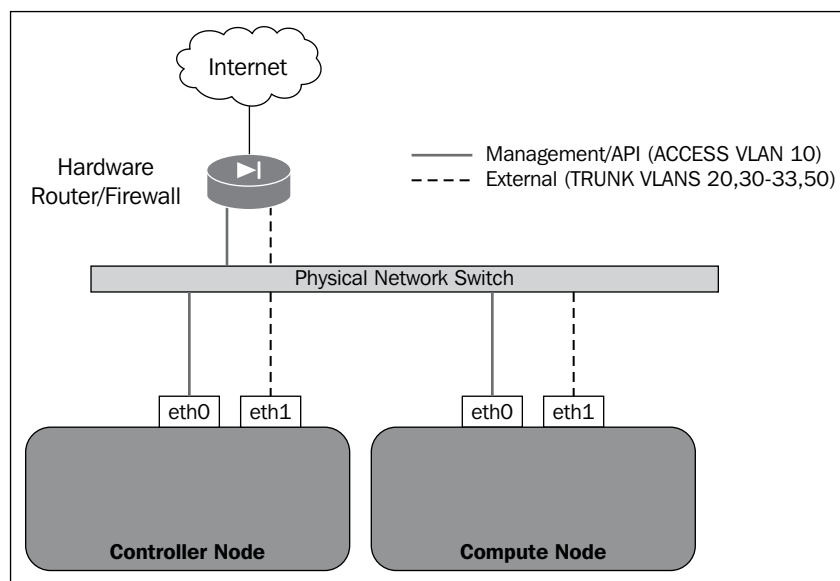 Internet
Hardware
Router/Firewall
Management/API (ACCESS VLAN 10)
External (TRUNK VLANS 20,30-33,50)
Physical Network Switch
eth0
eth1
eth0
eth1
Controller Node
Compute Node